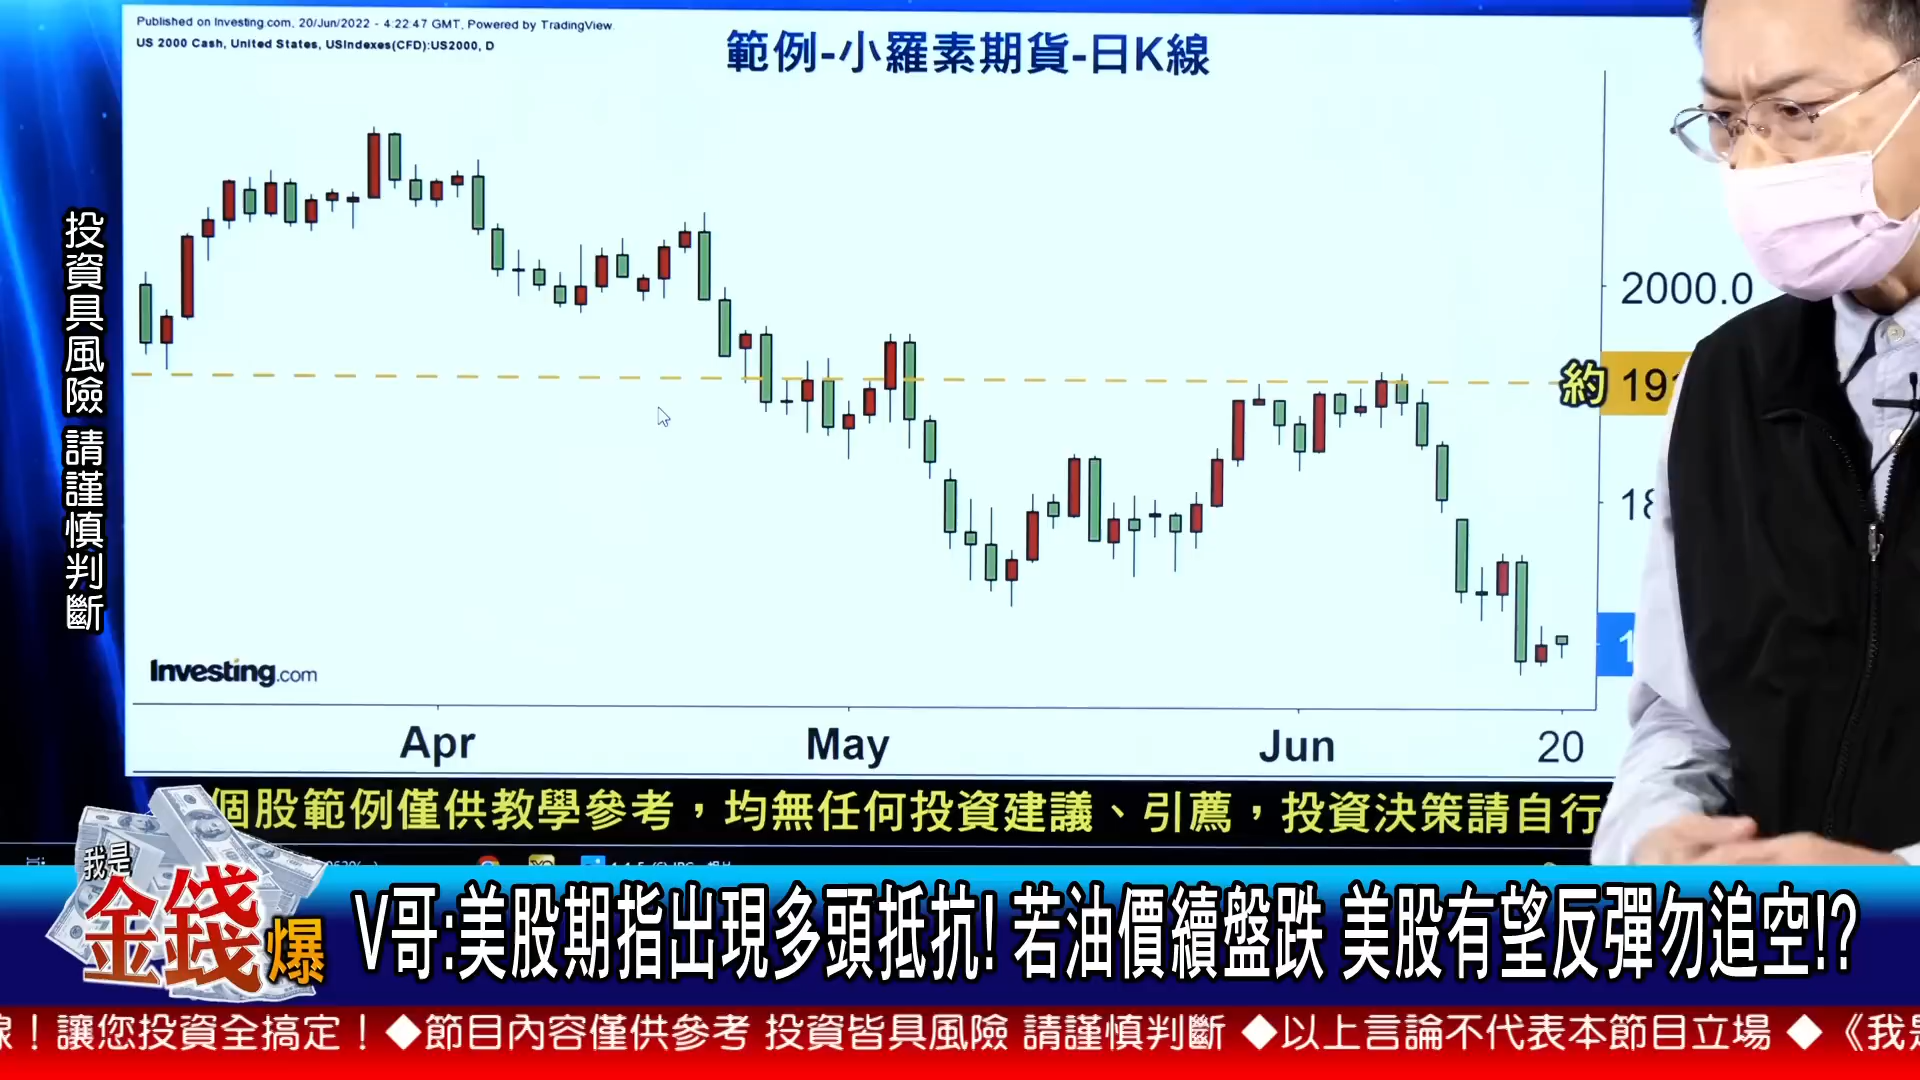 Published on Investing.com, 20/Jun/2022 - 4:22:47 GMT, Powered by TradingView.
US 2000 Cash, United States, USIndexes(CFD):US2000, D
範例-小羅素期貨-日K線
投資具風險 請謹慎判斷
2000.0
約 191
18
1
Investing.com
Apr May Jun 20
個股範例僅供教學參考，均無任何投資建議、引薦，投資決策請自行
我是
金錢爆
V哥:美股期指出現多頭抵抗! 若油價續盤跌 美股有望反彈勿追空!?
！讓您投資全搞定！◆節目內容僅供參考 投資皆具風險 請謹慎判斷 ◆以上言論不代表本節目立場 ◆《我是